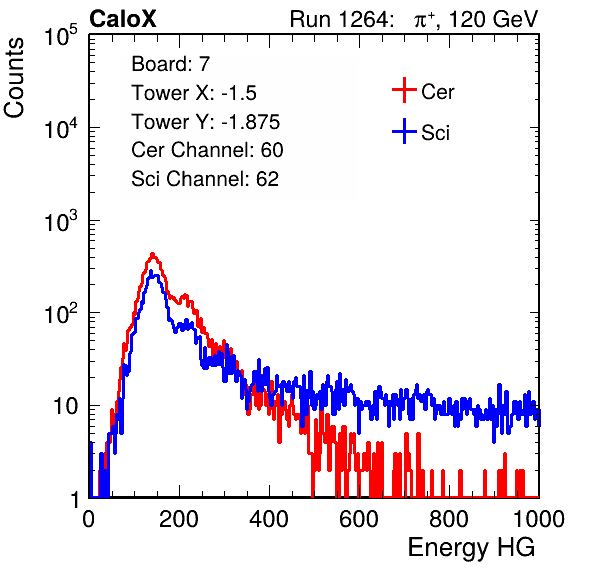 CaloX Run 1264: π⁺, 120 GeV
Board: 7
Tower X: -1.5
Tower Y: -1.875
Cer Channel: 60
Sci Channel: 62
Cer
Sci
Counts
10⁵
10⁴
10³
10²
10
1
0 200 400 600 800 1000
Energy HG